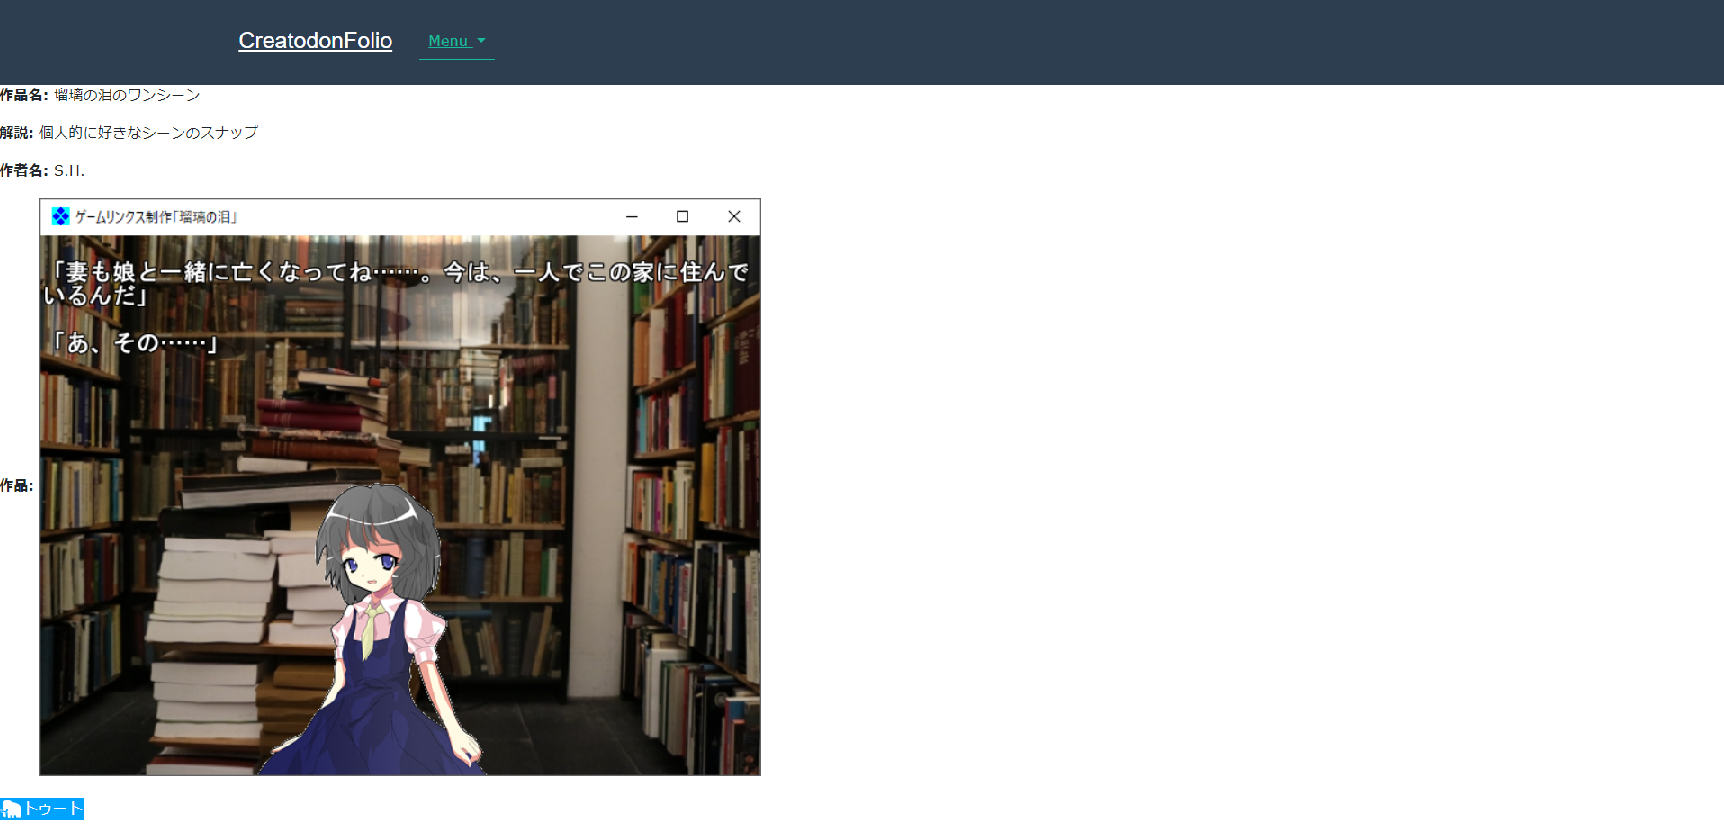 CreatodonFolio Menu
作品名: 瑠璃の泪のワンシーン
解説: 個人的に好きなシーンのスナップ
作者名: S.H.
ゲームリンクス制作「瑠璃の泪」
「妻も娘と一緒に亡くなってね……。今は、一人でこの家に住んで
いるんだ」
「あ、その……」
作品:
トゥート